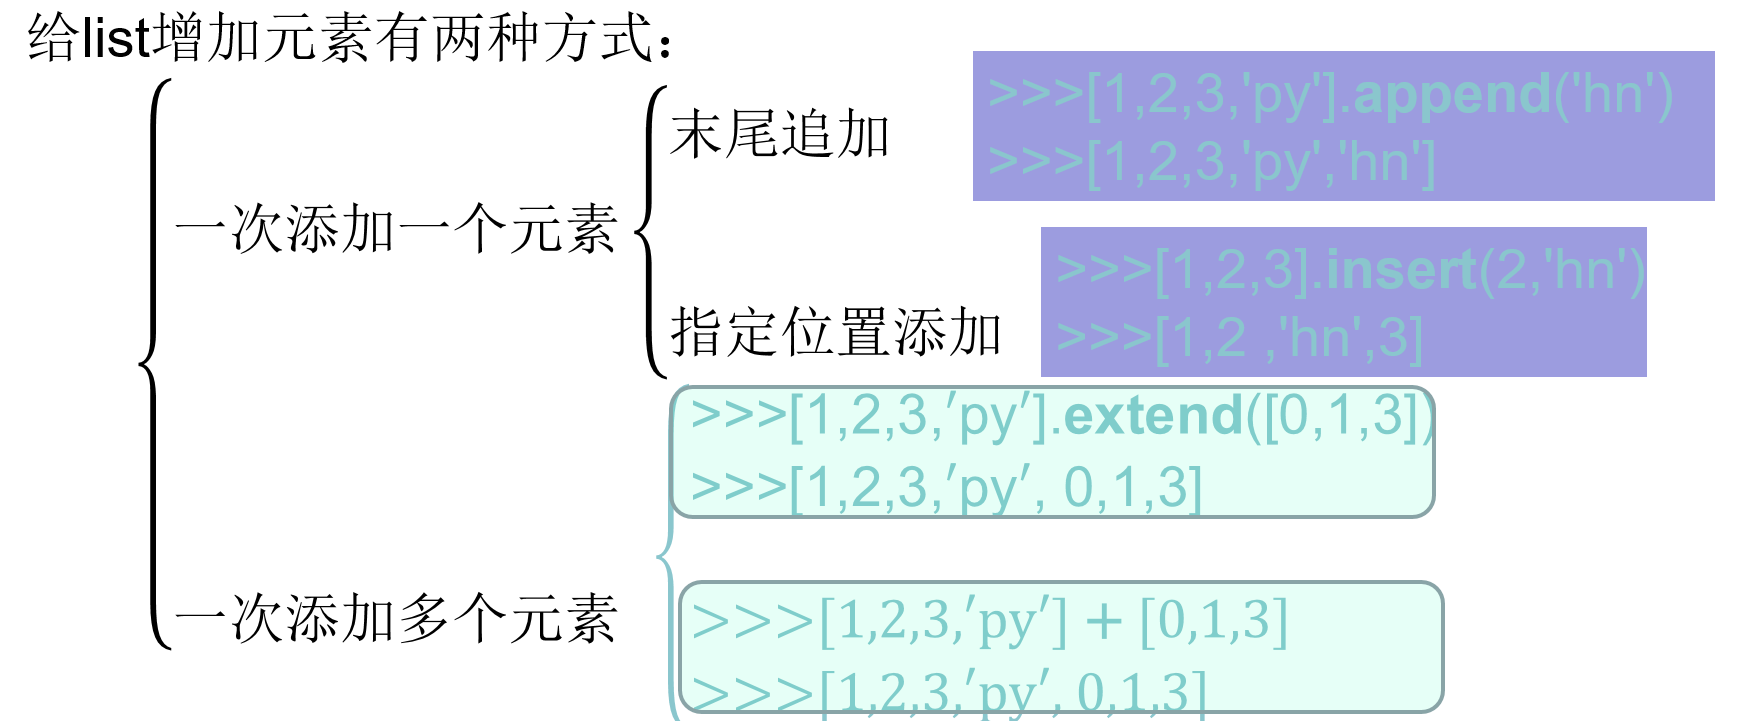 给list增加元素有两种方式：
一次添加一个元素
末尾追加
>>>[1,2,3,'py'].append('hn')
>>>[1,2,3,'py','hn']
指定位置添加
>>>[1,2,3].insert(2,'hn')
>>>[1,2 ,'hn',3]
一次添加多个元素
>>>[1,2,3,′py′].extend([0,1,3])
>>>[1,2,3,′py′, 0,1,3]
>>>[1,2,3,′py′] + [0,1,3]
>>>[1,2,3,′py′, 0,1,3]